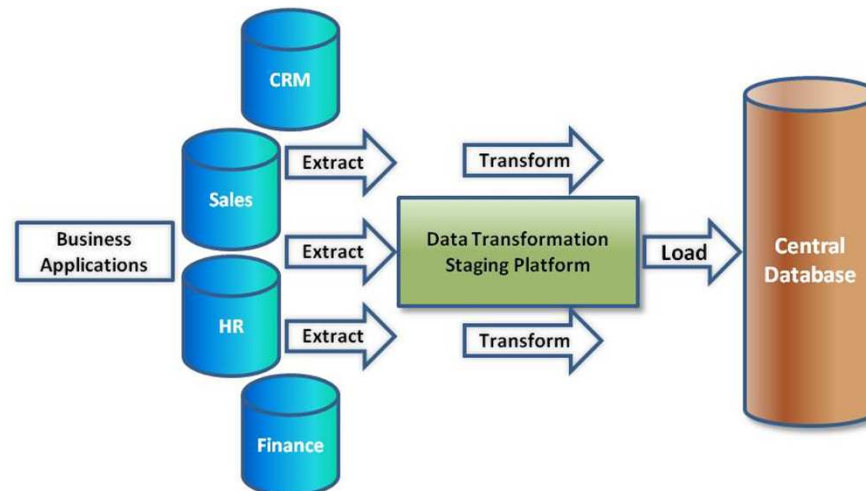 CRM
Extract
Transform
Sales
Business
Applications
Extract
Data Transformation
Staging Platform
Load
Central
Database
HR
Extract
Transform
Finance